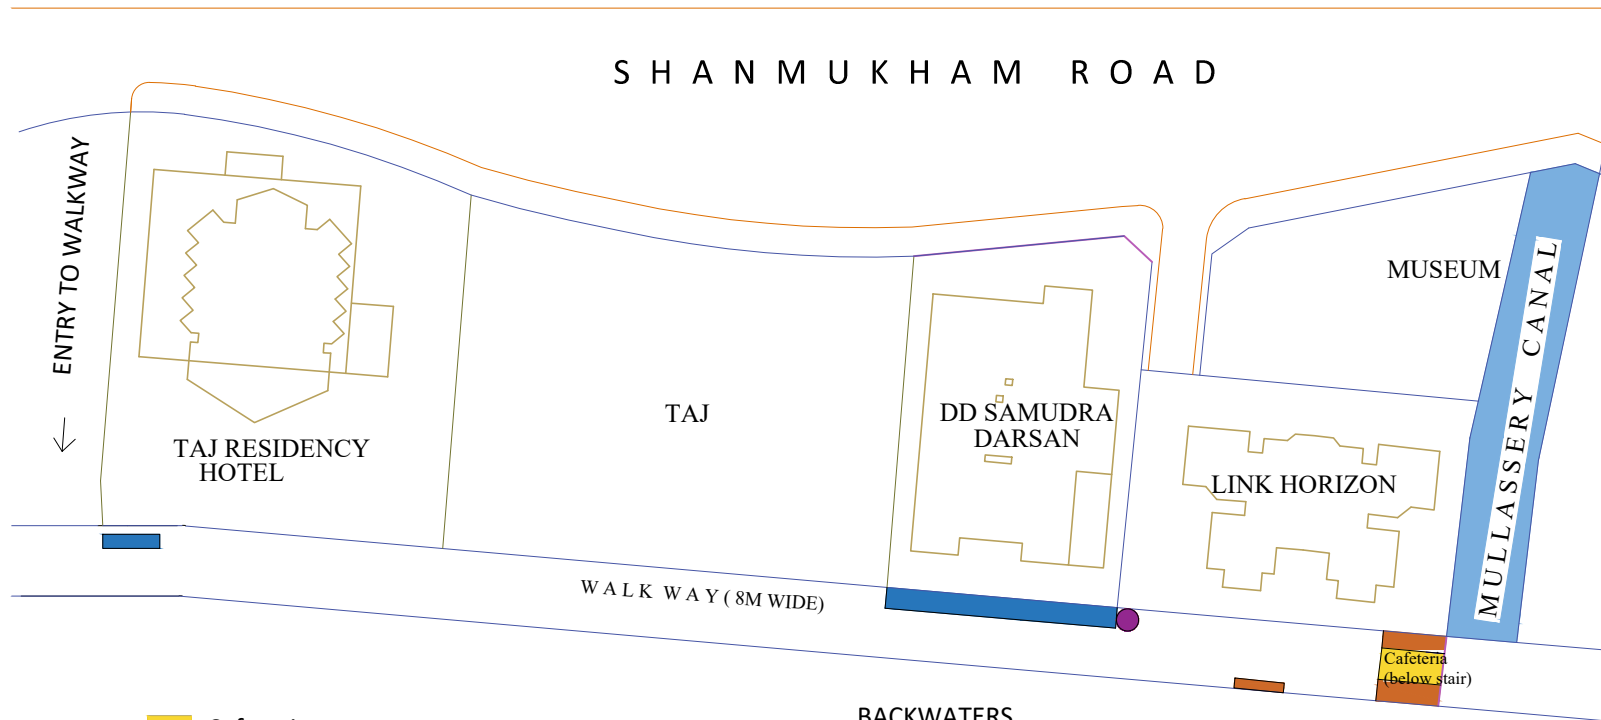 SHANMUKHAM ROAD
ENTRY TO WALKWAY
MUSEUM
MULLASSERY CANAL
TAJ
DD SAMUDRA
DARSAN
TAJ RESIDENCY
HOTEL
LINK HORIZON
WALK WAY ( 8M WIDE)
Cafeteria
(below stair)
BACKWATERS